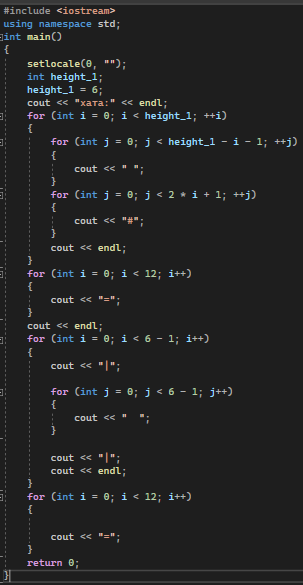 #include <iostream>
using namespace std;
int main()
{
    setlocale(0, "");
    int height_1;
    height_1 = 6;
    cout << "хата:" << endl;
    for (int i = 0; i < height_1; ++i)
    {
        for (int j = 0; j < height_1 - i - 1; ++j)
        {
            cout << " ";
        }
        for (int j = 0; j < 2 * i + 1; ++j)
        {
            cout << "#";
        }
        cout << endl;
    }
    for (int i = 0; i < 12; i++)
    {
        cout << "=";
    }
    cout << endl;
    for (int i = 0; i < 6 - 1; i++)
    {
        cout << "|";
        for (int j = 0; j < 6 - 1; j++)
        {
            cout << "  ";
        }
        cout << "|";
        cout << endl;
    }
    for (int i = 0; i < 12; i++)
    {
        cout << "=";
    }
    return 0;
}